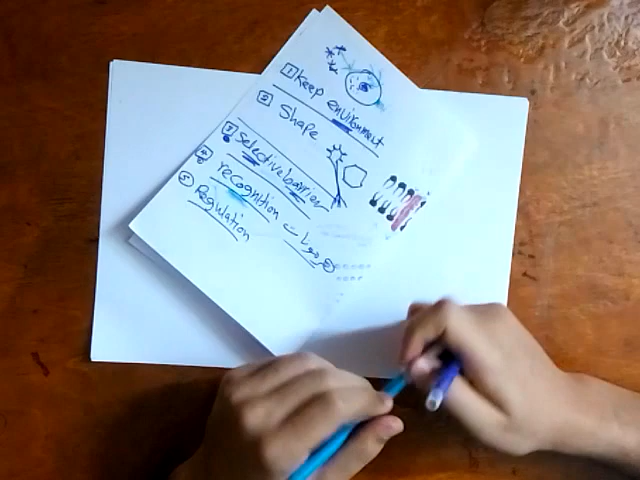 1 Keep environment
2 Shape
3 Selective barrier
4 recognition
5 Regulation